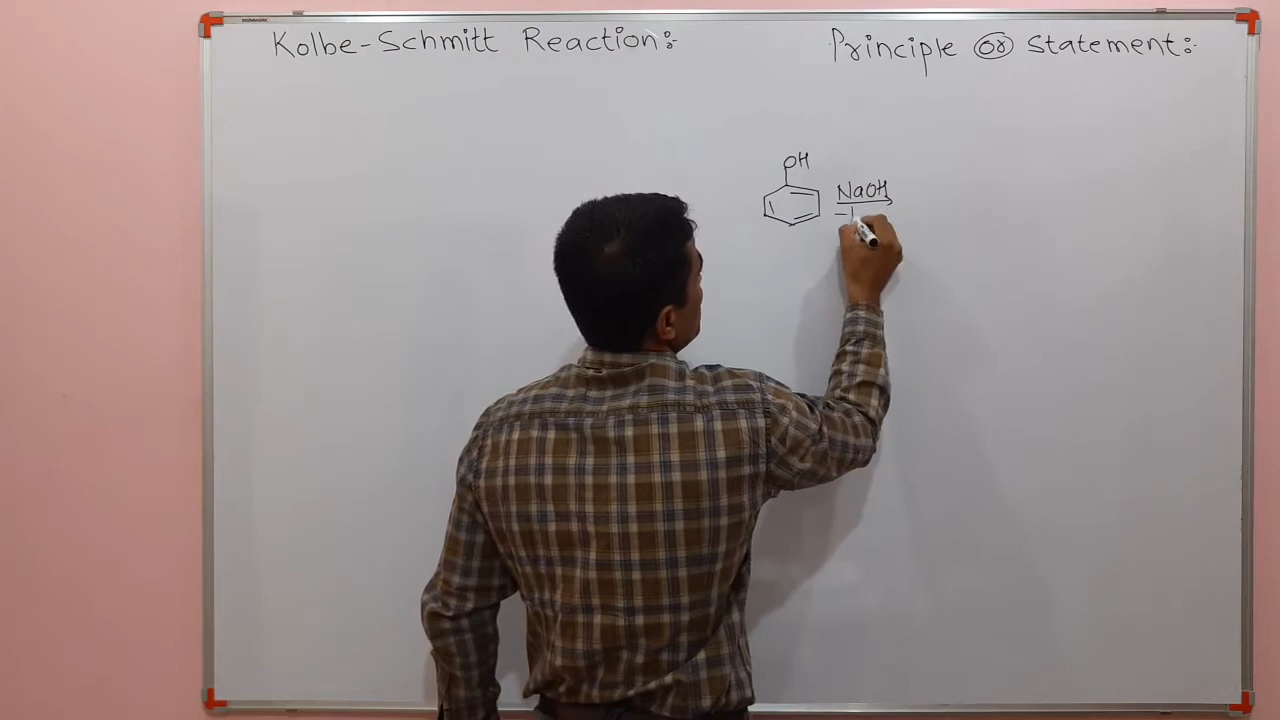 Kolbe-Schmitt Reaction:-
Principle or Statement:-
OH
NaOH